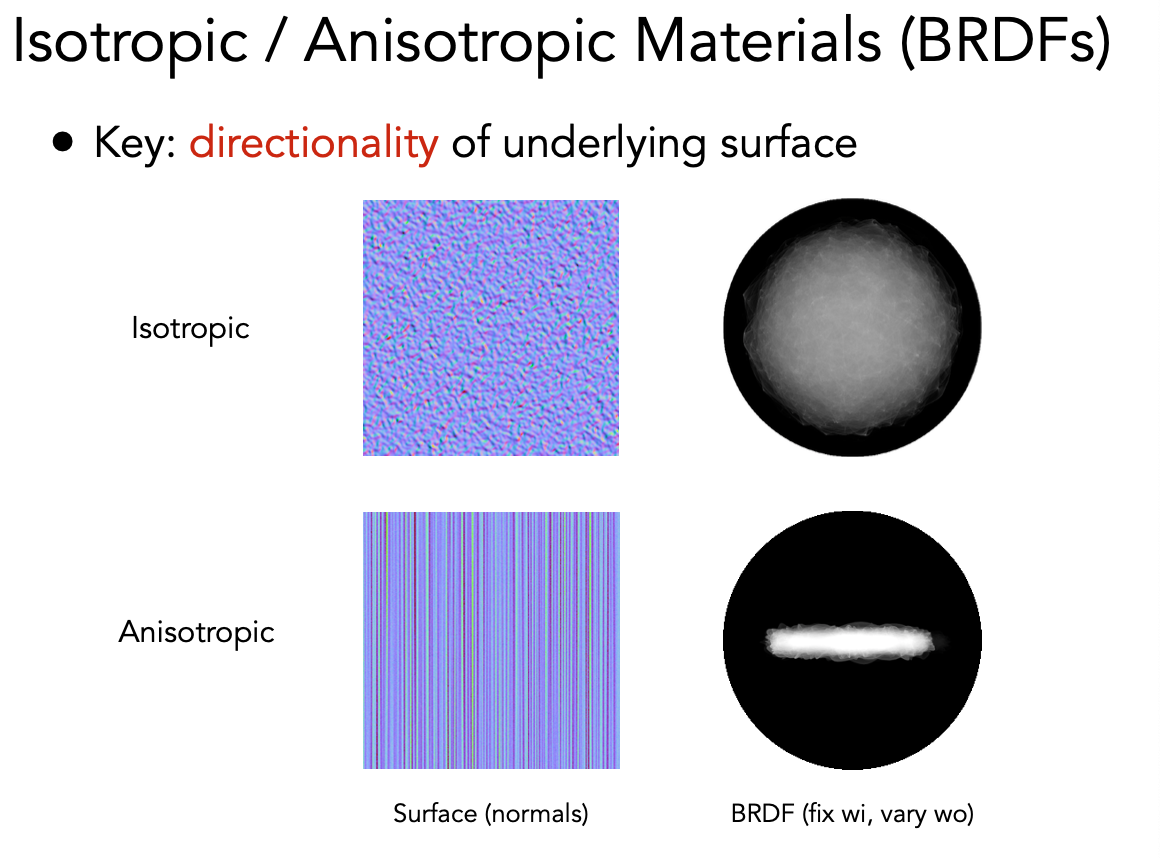 Isotropic / Anisotropic Materials (BRDFs)
• Key: directionality of underlying surface
Isotropic
Anisotropic
Surface (normals)
BRDF (fix wi, vary wo)